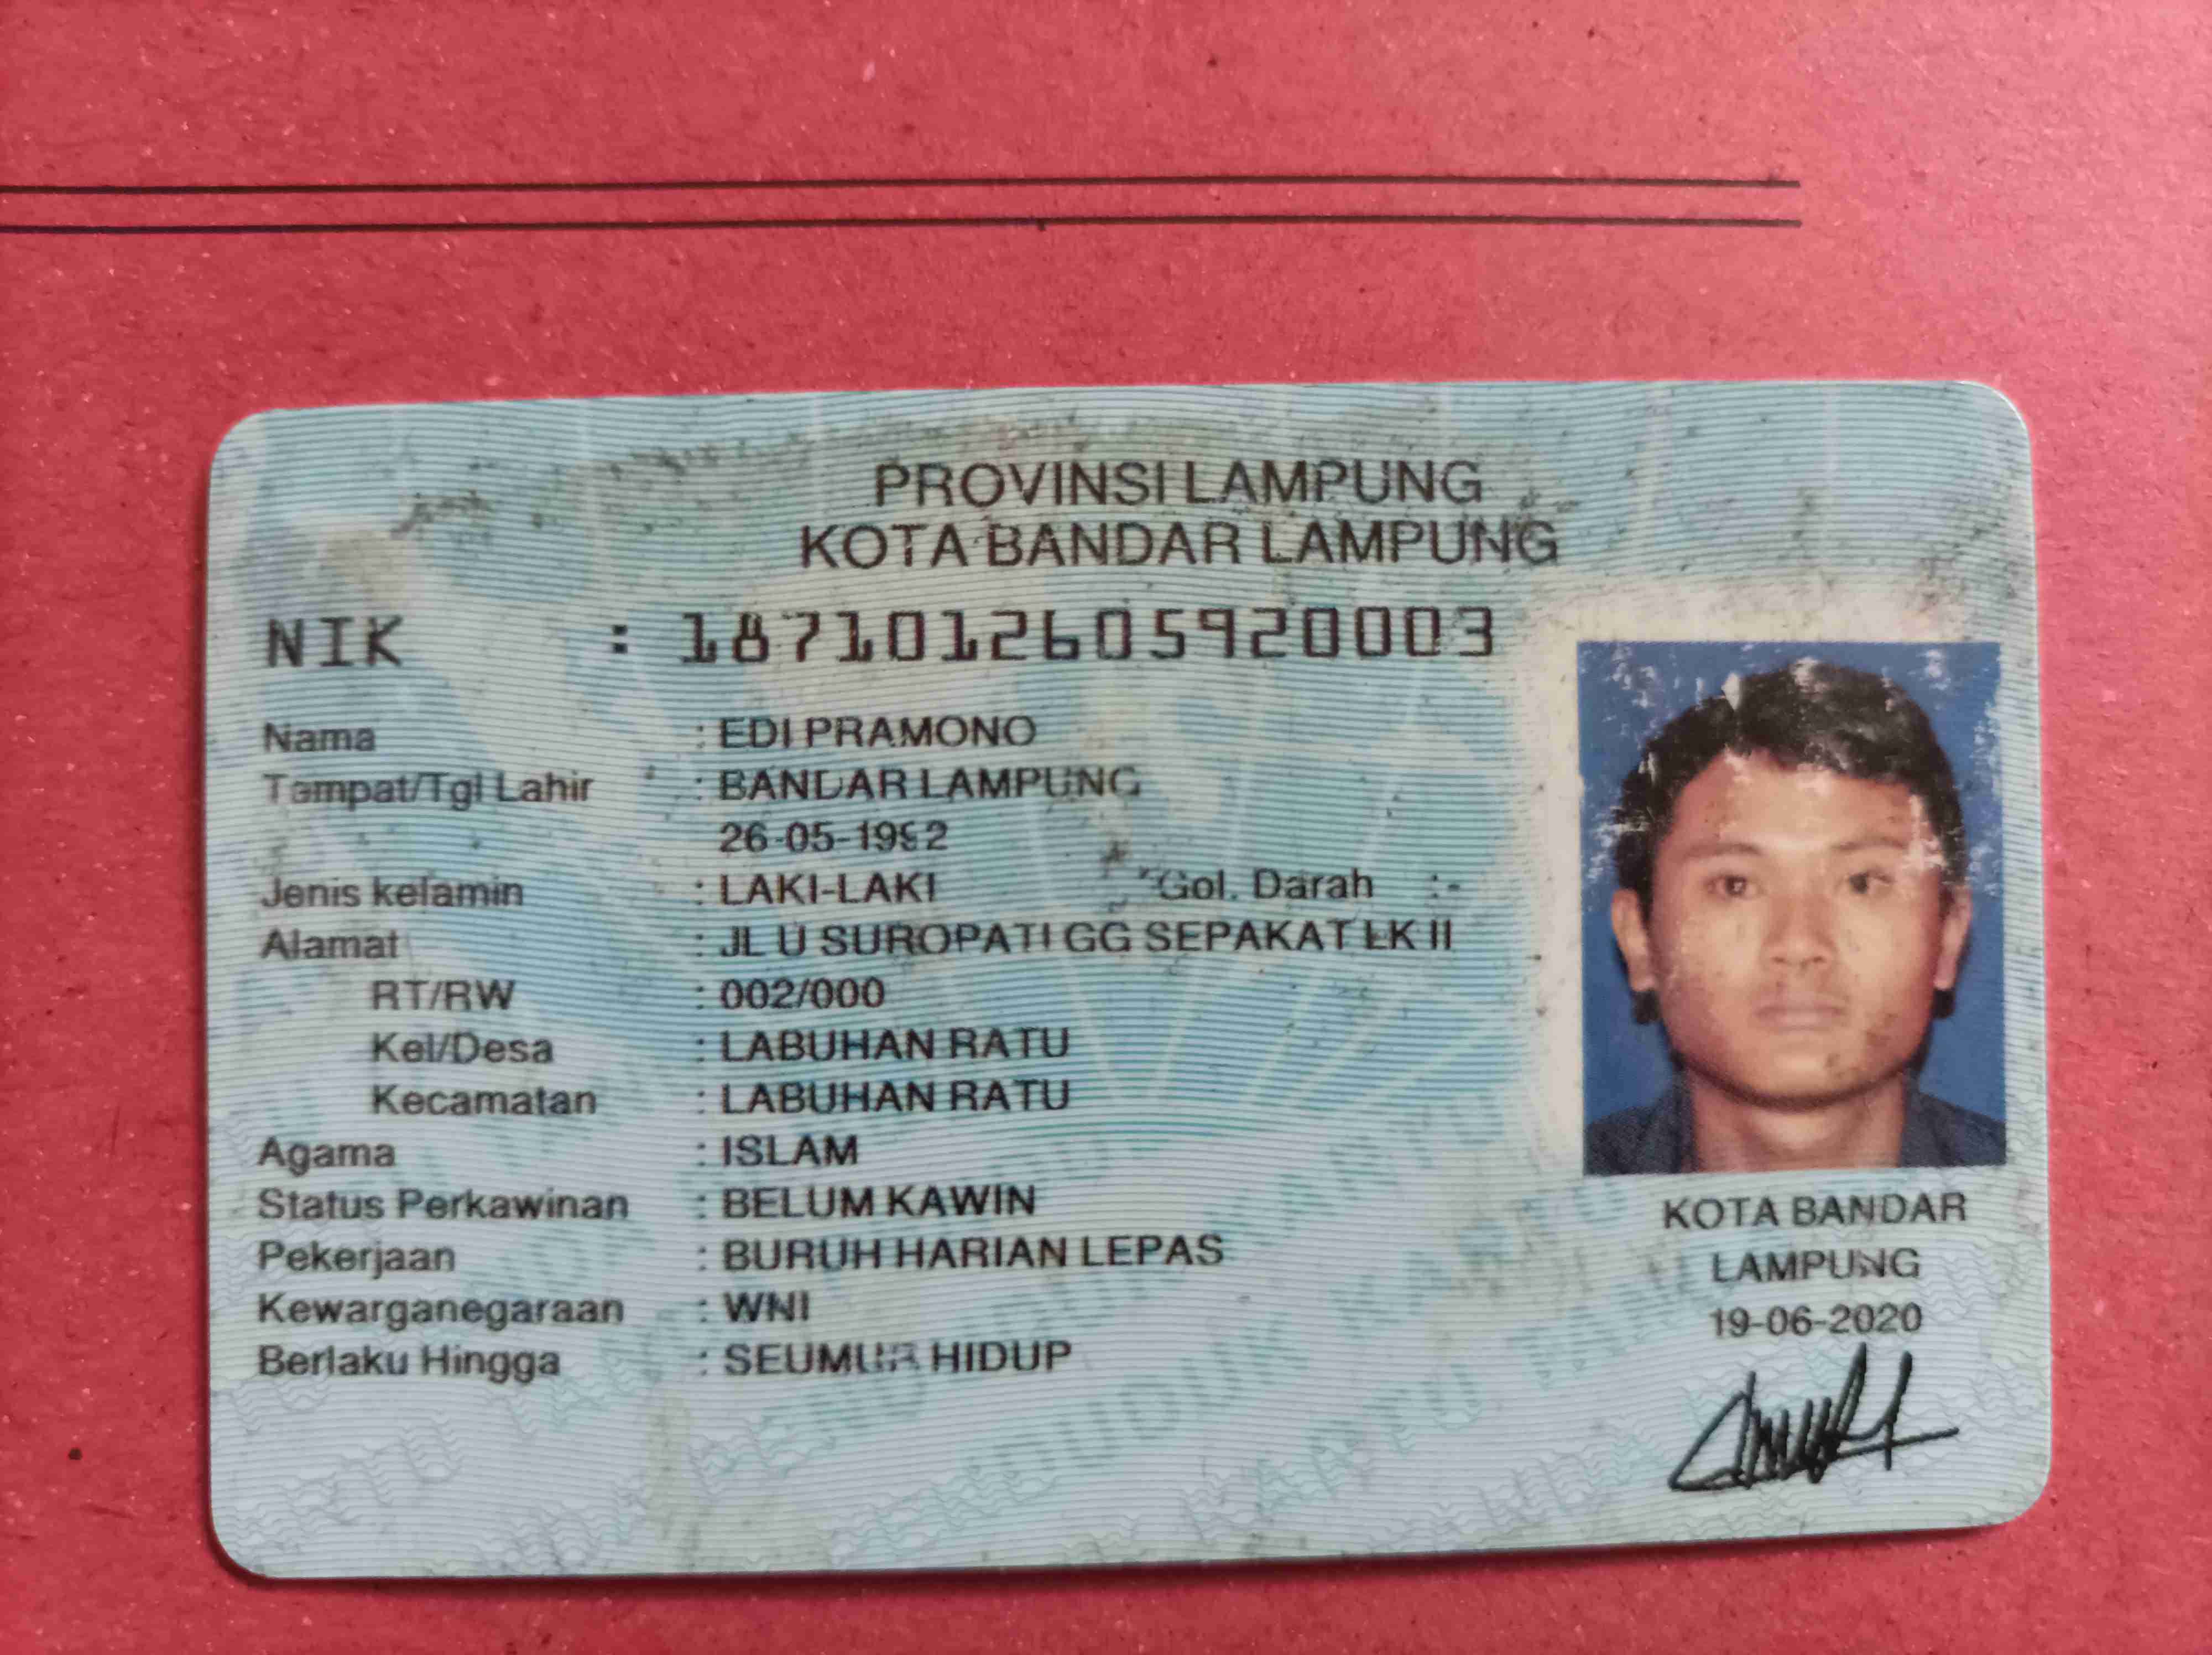 PROVINSI LAMPUNG
KOTA BANDAR LAMPUNG
NIK : 1871012605920003
Nama : EDI PRAMONO
Tempat/Tgl Lahir : BANDAR LAMPUNG
26-05-1992
Jenis kelamin : LAKI-LAKI Gol. Darah :-
Alamat : JL U SUROPATI GG SEPAKAT LK II
RT/RW : 002/000
Kel/Desa : LABUHAN RATU
Kecamatan : LABUHAN RATU
Agama : ISLAM
Status Perkawinan : BELUM KAWIN
Pekerjaan : BURUH HARIAN LEPAS
Kewarganegaraan : WNI
Berlaku Hingga : SEUMUR HIDUP
KOTA BANDAR
LAMPUNG
19-06-2020